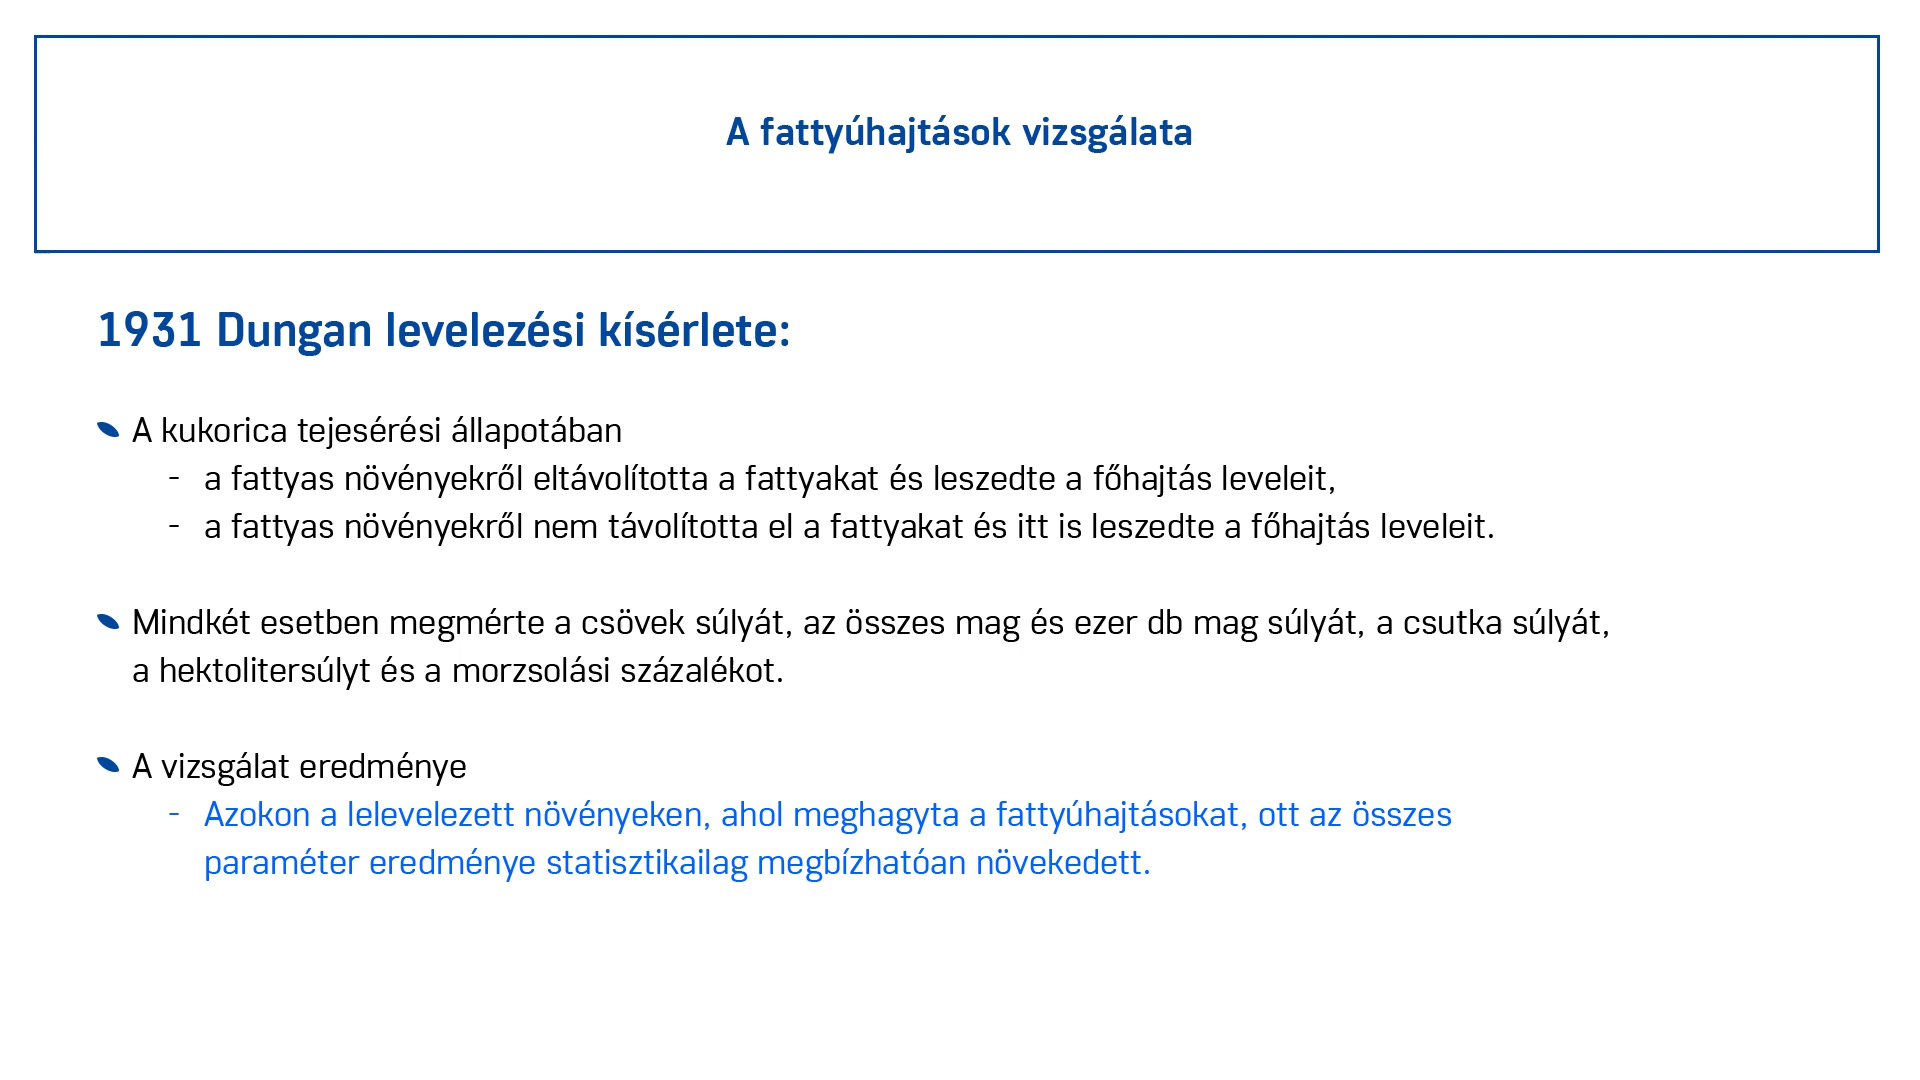 A fattyúhajtások vizsgálata
1931 Dungan levelezési kísérlete:
A kukorica tejesérési állapotában
- a fattyas növényekről eltávolította a fattyakat és leszedte a főhajtás leveleit,
- a fattyas növényekről nem távolította el a fattyakat és itt is leszedte a főhajtás leveleit.
Mindkét esetben megmérte a csövek súlyát, az összes mag és ezer db mag súlyát, a csutka súlyát,
a hektolitersúlyt és a morzsolási százalékot.
A vizsgálat eredménye
- Azokon a lelevelezett növényeken, ahol meghagyta a fattyúhajtásokat, ott az összes
paraméter eredménye statisztikailag megbízhatóan növekedett.